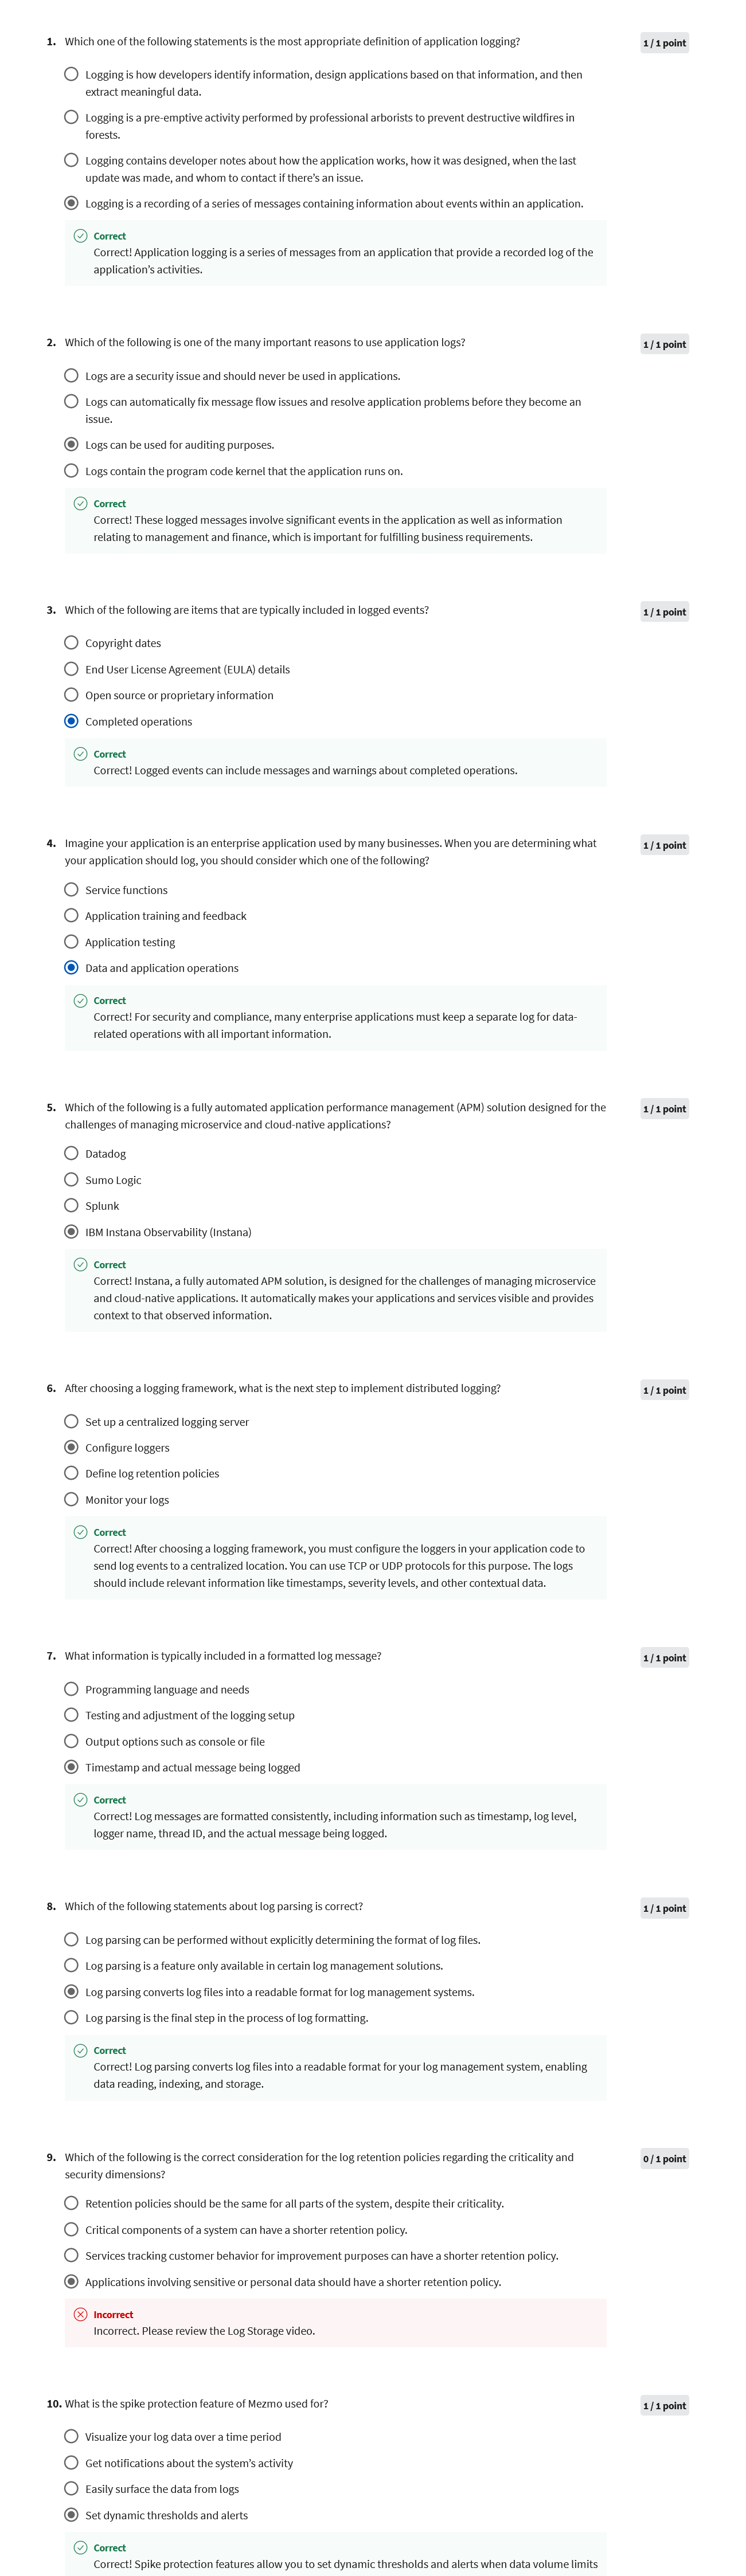 1. Which one of the following statements is the most appropriate definition of application logging?
1 / 1 point
Logging is how developers identify information, design applications based on that information, and then
extract meaningful data.
Logging is a pre-emptive activity performed by professional arborists to prevent destructive wildfires in
forests.
Logging contains developer notes about how the application works, how it was designed, when the last
update was made, and whom to contact if there's an issue.
Logging is a recording of a series of messages containing information about events within an application.
Correct
Correct! Application logging is a series of messages from an application that provide a recorded log of the
application's activities.
2. Which of the following is one of the many important reasons to use application logs?
1 / 1 point
Logs are a security issue and should never be used in applications.
Logs can automatically fix message flow issues and resolve application problems before they become an
issue.
Logs can be used for auditing purposes.
Logs contain the program code kernel that the application runs on.
Correct
Correct! These logged messages involve significant events in the application as well as information
relating to management and finance, which is important for fulfilling business requirements.
3. Which of the following are items that are typically included in logged events?
1 / 1 point
Copyright dates
End User License Agreement (EULA) details
Open source or proprietary information
Completed operations
Correct
Correct! Logged events can include messages and warnings about completed operations.
4. Imagine your application is an enterprise application used by many businesses. When you are determining what
your application should log, you should consider which one of the following?
1 / 1 point
Service functions
Application training and feedback
Application testing
Data and application operations
Correct
Correct! For security and compliance, many enterprise applications must keep a separate log for data-
related operations with all important information.
5. Which of the following is a fully automated application performance management (APM) solution designed for the
challenges of managing microservice and cloud-native applications?
1 / 1 point
Datadog
Sumo Logic
Splunk
IBM Instana Observability (Instana)
Correct
Correct! Instana, a fully automated APM solution, is designed for the challenges of managing microservice
and cloud-native applications. It automatically makes your applications and services visible and provides
context to that observed information.
6. After choosing a logging framework, what is the next step to implement distributed logging?
1 / 1 point
Set up a centralized logging server
Configure loggers
Define log retention policies
Monitor your logs
Correct
Correct! After choosing a logging framework, you must configure the loggers in your application code to
send log events to a centralized location. You can use TCP or UDP protocols for this purpose. The logs
should include relevant information like timestamps, severity levels, and other contextual data.
7. What information is typically included in a formatted log message?
1 / 1 point
Programming language and needs
Testing and adjustment of the logging setup
Output options such as console or file
Timestamp and actual message being logged
Correct
Correct! Log messages are formatted consistently, including information such as timestamp, log level,
logger name, thread ID, and the actual message being logged.
8. Which of the following statements about log parsing is correct?
1 / 1 point
Log parsing can be performed without explicitly determining the format of log files.
Log parsing is a feature only available in certain log management solutions.
Log parsing converts log files into a readable format for log management systems.
Log parsing is the final step in the process of log formatting.
Correct
Correct! Log parsing converts log files into a readable format for your log management system, enabling
data reading, indexing, and storage.
9. Which of the following is the correct consideration for the log retention policies regarding the criticality and
security dimensions?
0 / 1 point
Retention policies should be the same for all parts of the system, despite their criticality.
Critical components of a system can have a shorter retention policy.
Services tracking customer behavior for improvement purposes can have a shorter retention policy.
Applications involving sensitive or personal data should have a shorter retention policy.
Incorrect
Incorrect. Please review the Log Storage video.
10. What is the spike protection feature of Mezmo used for?
1 / 1 point
Visualize your log data over a time period
Get notifications about the system's activity
Easily surface the data from logs
Set dynamic thresholds and alerts
Correct
Correct! Spike protection features allow you to set dynamic thresholds and alerts when data volume limits